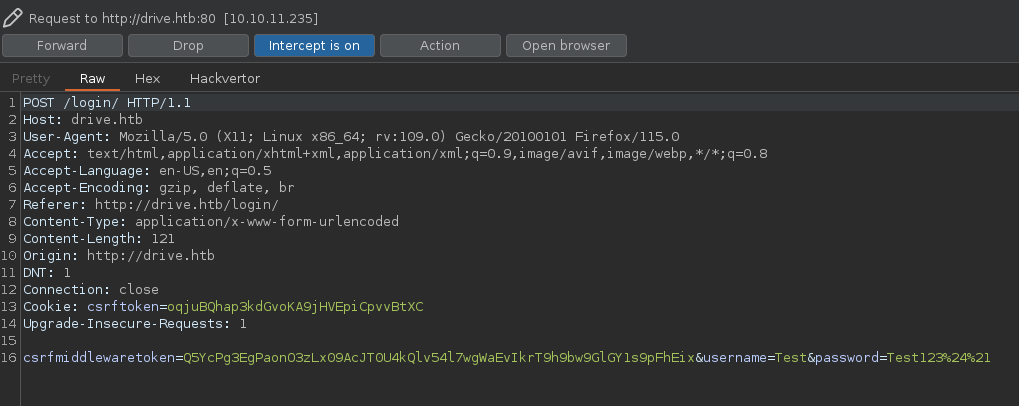 Request to http://drive.htb:80 [10.10.11.235]
Forward Drop Intercept is on Action Open browser
Pretty Raw Hex Hackvertor
1 POST /login/ HTTP/1.1
2 Host: drive.htb
3 User-Agent: Mozilla/5.0 (X11; Linux x86_64; rv:109.0) Gecko/20100101 Firefox/115.0
4 Accept: text/html,application/xhtml+xml,application/xml;q=0.9,image/avif,image/webp,*/*;q=0.8
5 Accept-Language: en-US,en;q=0.5
6 Accept-Encoding: gzip, deflate, br
7 Referer: http://drive.htb/login/
8 Content-Type: application/x-www-form-urlencoded
9 Content-Length: 121
10 Origin: http://drive.htb
11 DNT: 1
12 Connection: close
13 Cookie: csrftoken=oqjuBQhap3kdGvoKA9jHVEpiCpvvBtXC
14 Upgrade-Insecure-Requests: 1
15
16 csrfmiddlewaretoken=Q5YcPg3EgPaonO3zLxO9AcJTOU4kQlv54l7wgWaEvIkrT9h9bw9GlGY1s9pFhEix&username=Test&password=Test123%24%21